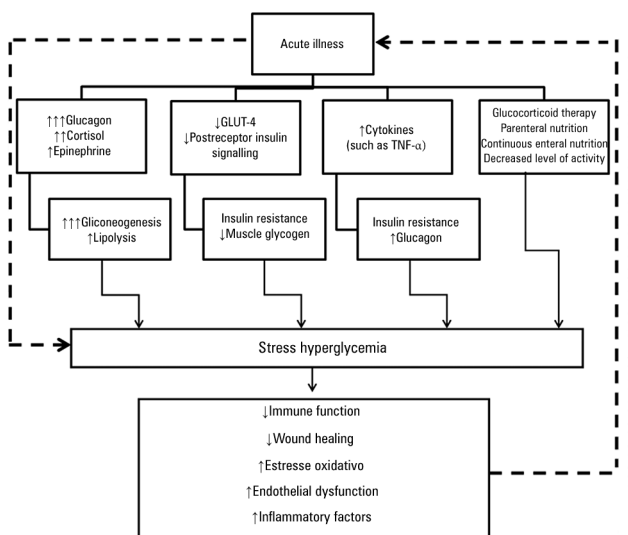 Acute illness
↑↑↑Glucagon
↑↑Cortisol
↑Epinephrine
↓GLUT-4
↓Postreceptor insulin
signalling
↑Cytokines
(such as TNF-α)
Glucocorticoid therapy
Parenteral nutrition
Continuous enteral nutrition
Decreased level of activity
↑↑↑Gliconeogenesis
↑Lipolysis
Insulin resistance
↓Muscle glycogen
Insulin resistance
↑Glucagon
Stress hyperglycemia
↓Immune function
↓Wound healing
↑Estresse oxidativo
↑Endothelial dysfunction
↑Inflammatory factors